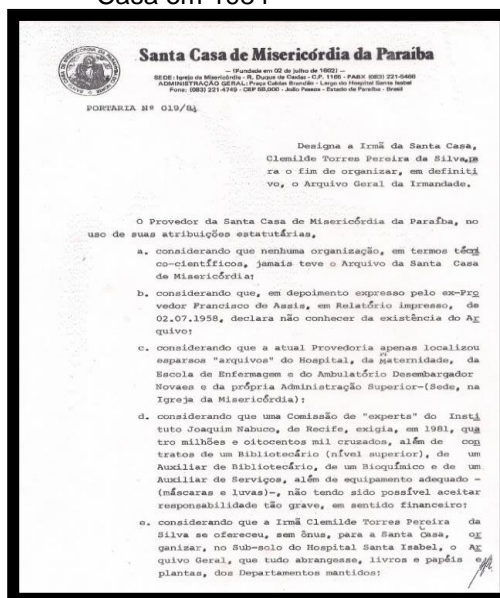 Casa em 1984
Santa Casa de Misericórdia da Paraíba
— (Fundada em 02 de julho de 1602) —
SEDE: Igreja da Misericórdia - R. Duque de Caxias - C.P. 1165 - PABX (083) 221-6460
ADMINISTRAÇÃO GERAL: Praça Caldas Brandão - Largo do Hospital Santa Isabel
Fone: (083) 221-4749 - CEP 58.000 - João Pessoa - Estado da Paraíba - Brasil
PORTARIA Nº 019/84
Designa a Irmã da Santa Casa,
Clemilde Torres Pereira da Silva,pa
ra o fim de organizar, em definiti
vo, o Arquivo Geral da Irmandade.
O Provedor da Santa Casa de Misericórdia da Paraíba, no
uso de suas atribuições estatutárias,
a. considerando que nenhuma organização, em termos técni
co-científicos, jamais teve o Arquivo da Santa Casa
de Misericórdia;
b. considerando que, em depoimento expresso pelo ex-Pro
vedor Francisco de Assis, em Relatório impresso, de
02.07.1958, declara não conhecer da existência do Ar
quivo;
c. considerando que a atual Provedoria apenas localizou
esparsos "arquivos" do Hospital, da Maternidade, da
Escola de Enfermagem e do Ambulatório Desembargador
Novaes e da própria Administração Superior-(Sede, na
Igreja da Misericórdia);
d. considerando que uma Comissão de "experts" do Insti
tuto Joaquim Nabuco, de Recife, exigia, em 1981, qua
tro milhões e oitocentos mil cruzados, além de con
tratos de um Bibliotecário (nível superior), de um
Auxiliar de Bibliotecário, de um Bioquímico e de um
Auxiliar de Serviços, além de equipamento adequado -
(máscaras e luvas)-, não tendo sido possível aceitar
responsabilidade tão grave, em sentido financeiro;
e. considerando que a Irmã Clemilde Torres Pereira da
Silva se ofereceu, sem ônus, para a Santa Casa, or
ganizar, no Sub-solo do Hospital Santa Isabel, o Ar
quivo Geral, que tudo abrangesse, livros e papéis e
plantas, dos Departamentos mantidos;